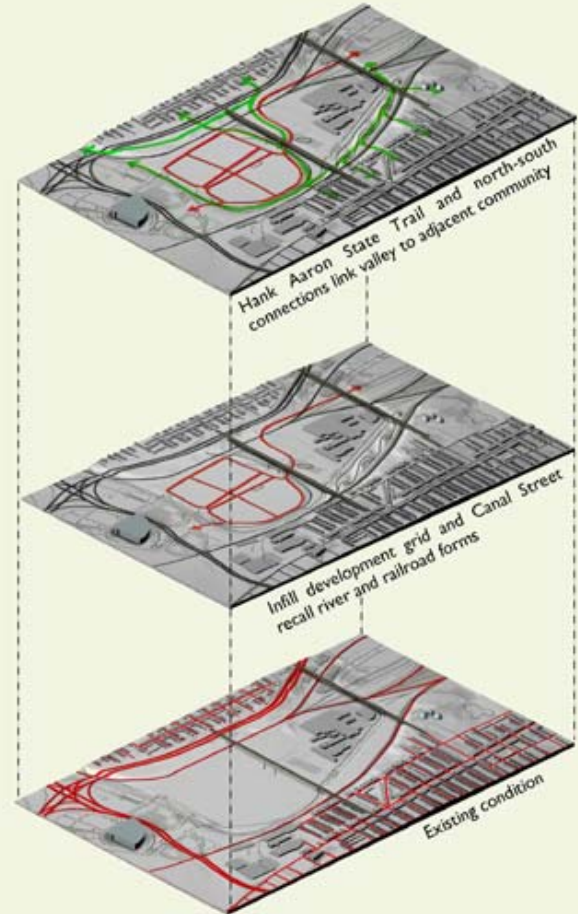 Hank Aaron State Trail and north-south
connections link valley to adjacent community
Infill development grid and Canal Street
recall river and railroad forms
Existing condition